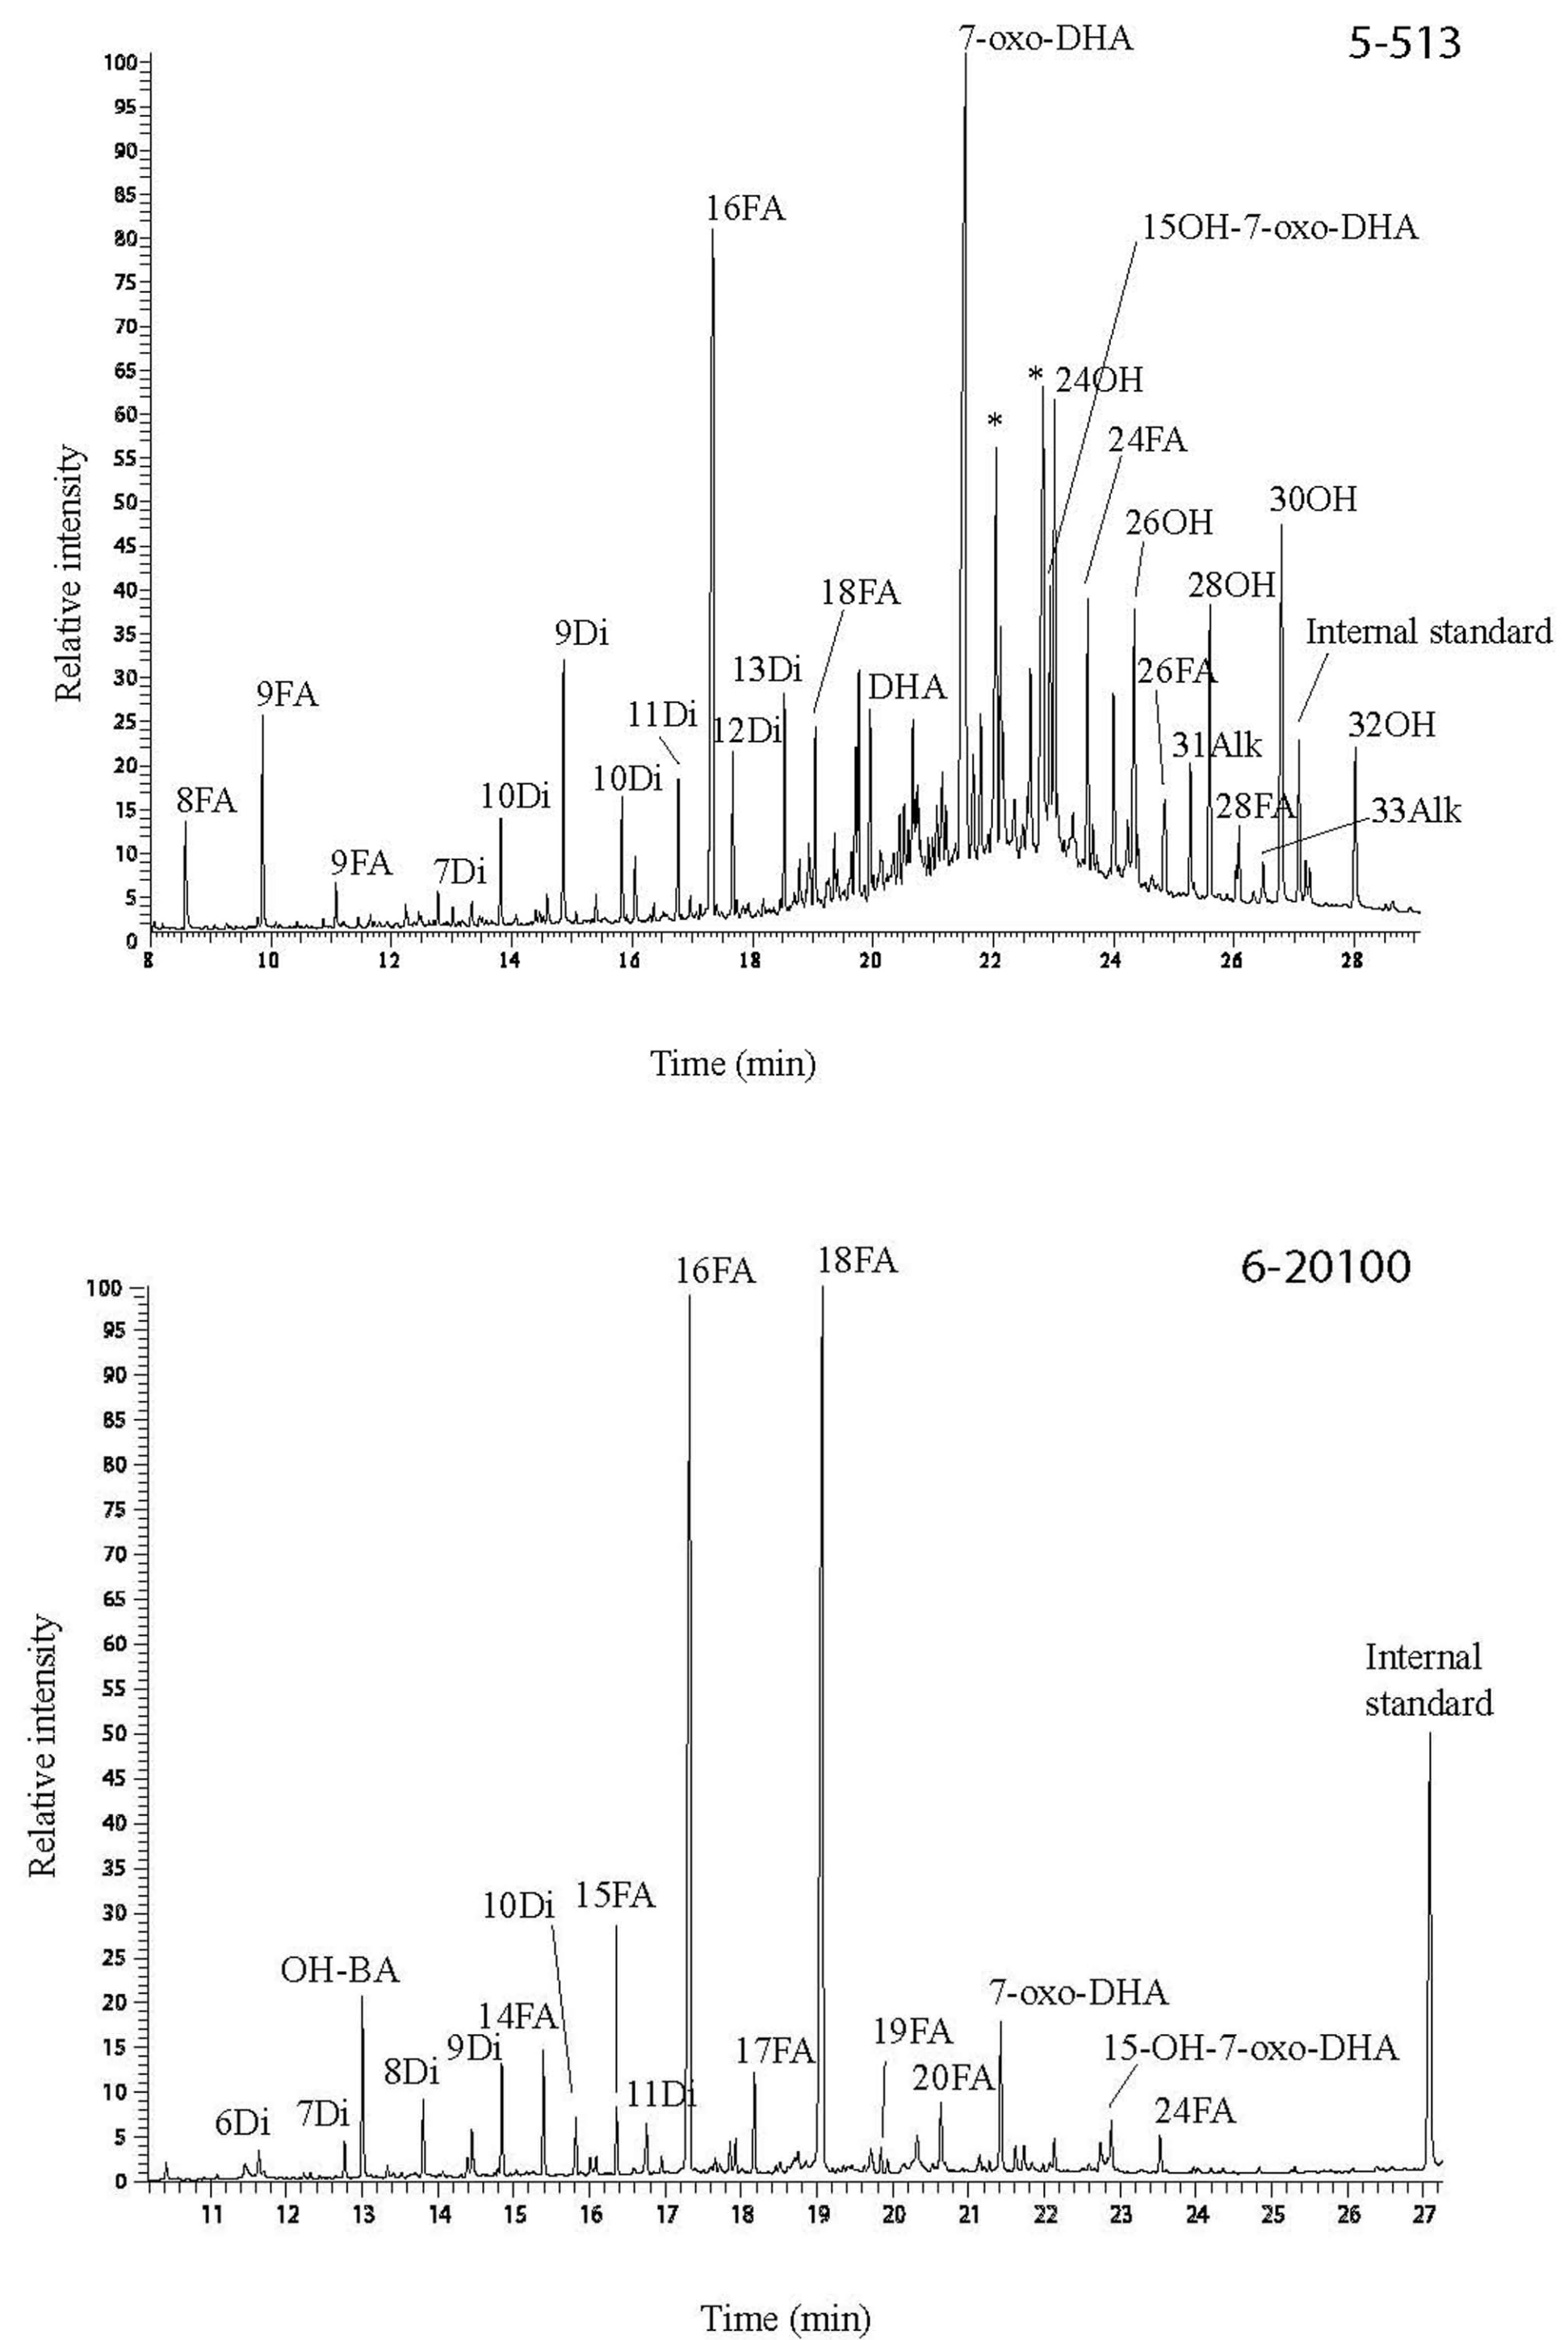 7-oxo-DHA
5-513
100
95
90
85
16FA
80
15OH-7-oxo-DHA
75
70
65
* 24OH
60
*
24FA
55
50
30OH
26OH
45
40
18FA
28OH
35
9Di
Internal standard
30
13Di
DHA
26FA
9FA
25
11Di
12Di
32OH
31Alk
20
10Di
15
8FA
10Di
28FA
33Alk
10
9FA
7Di
5
0
8 10 12 14 16 18 20 22 24 26 28
Relative intensity
Time (min)
16FA
18FA
6-20100
100
95
90
85
80
75
70
65
60
Internal
standard
55
50
45
40
35
10Di
15FA
30
25
OH-BA
20
7-oxo-DHA
14FA
19FA
15
9Di
17FA
15-OH-7-oxo-DHA
8Di
20FA
10
11Di
7Di
24FA
6Di
5
0
11 12 13 14 15 16 17 18 19 20 21 22 23 24 25 26 27
Relative intensity
Time (min)